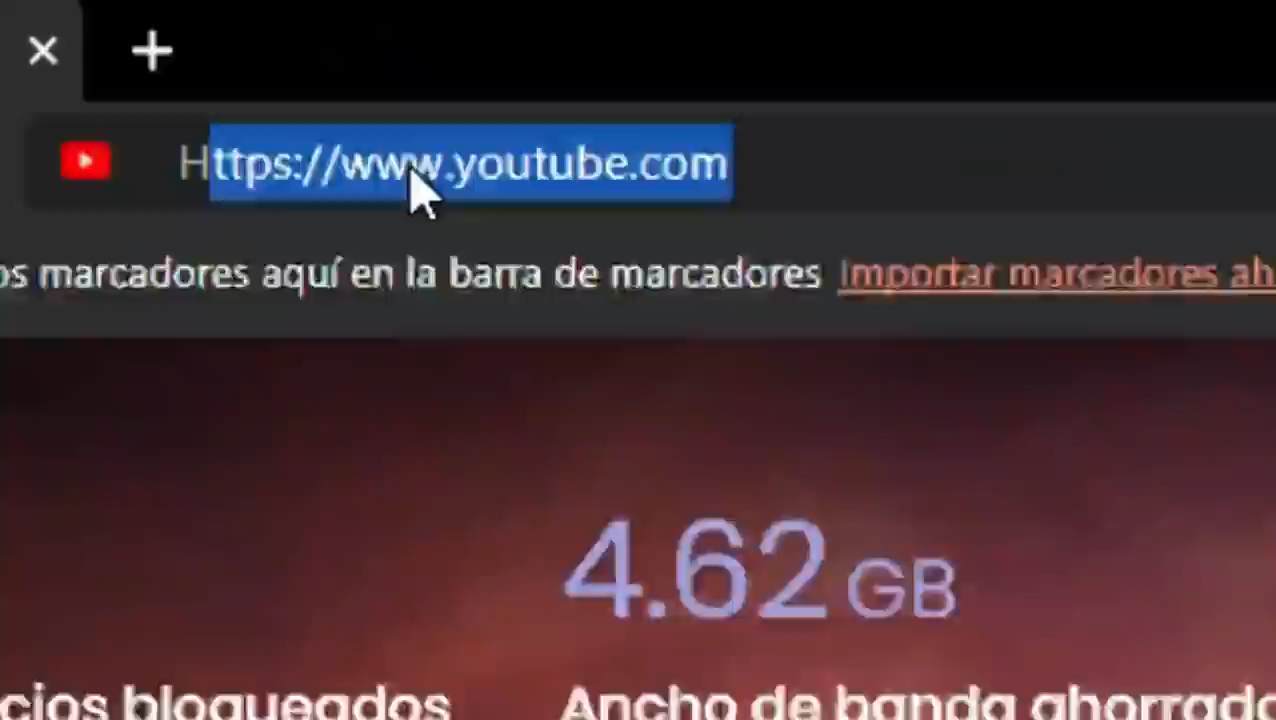 Https://www.youtube.com
os marcadores aquí en la barra de marcadores Importar marcadores ah
4.62 GB
cios bloqueados Ancho de banda ahorrado